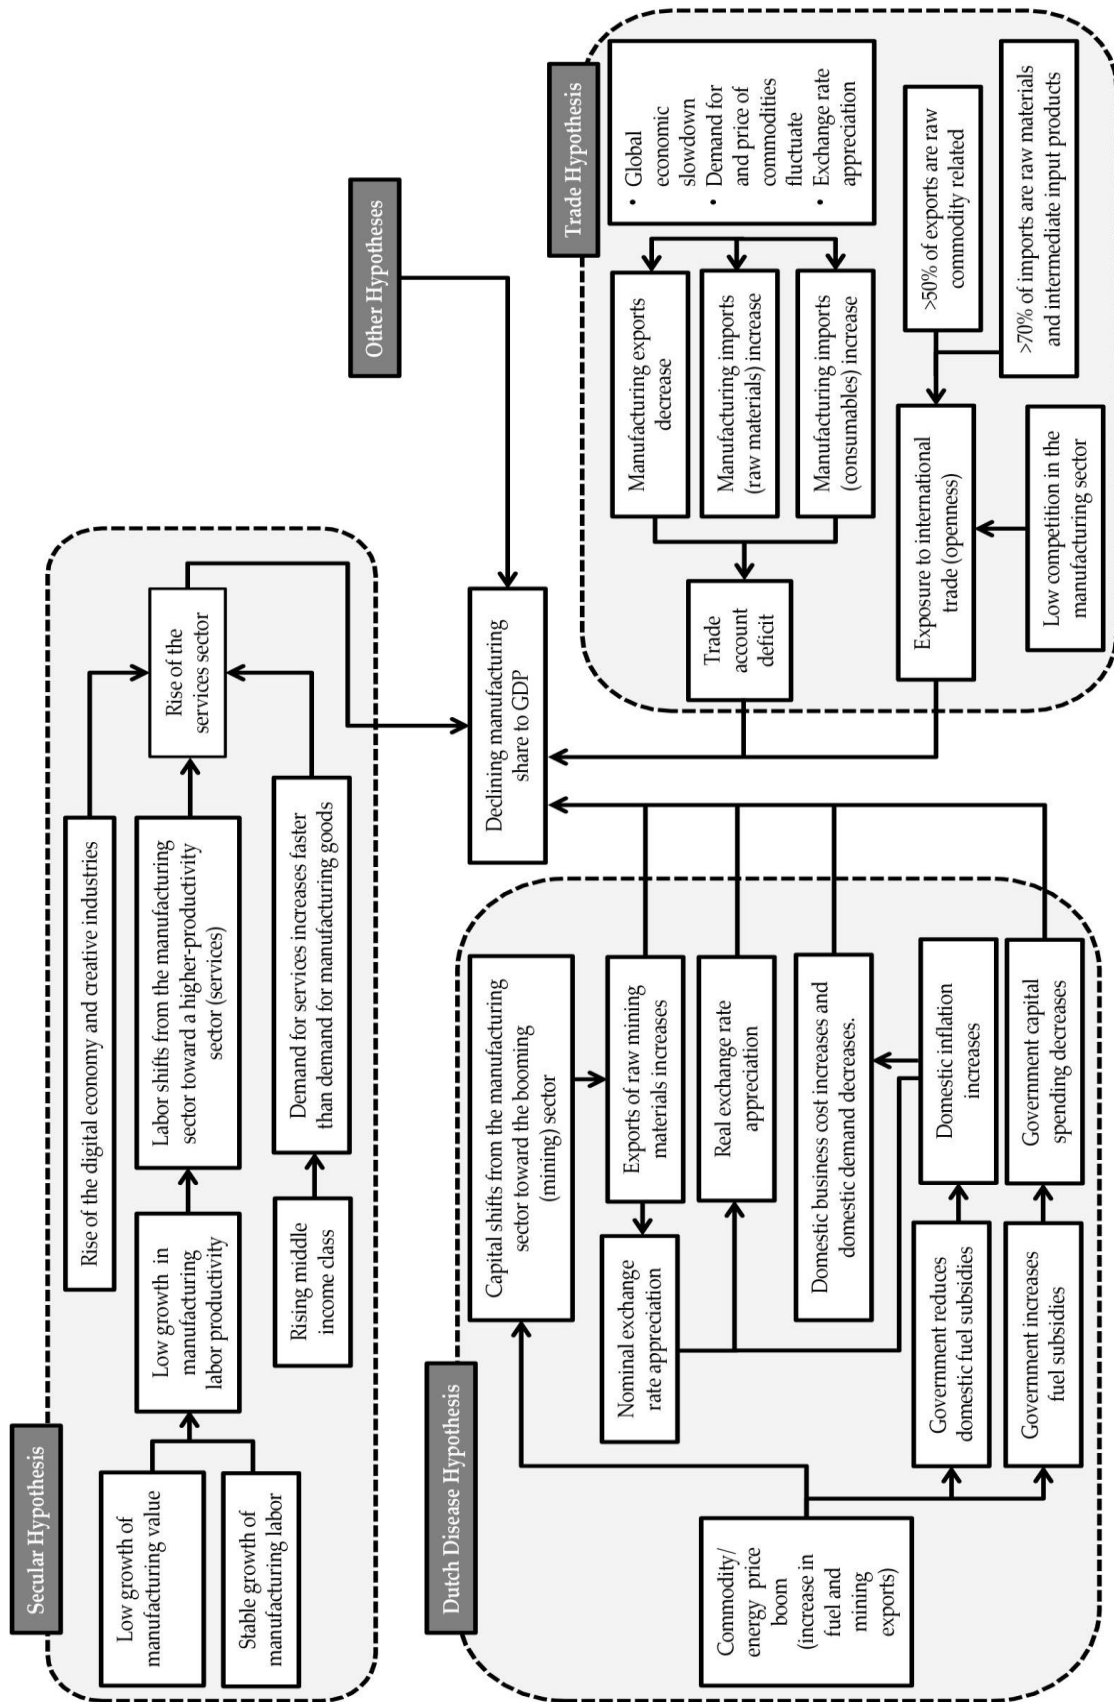 Secular Hypothesis
Low growth of
manufacturing value
Stable growth of
manufacturing labor
Low growth in
manufacturing
labor productivity
Rising middle
income class
Rise of the digital economy and creative industries
Labor shifts from the manufacturing
sector toward a higher-productivity
sector (services)
Demand for services increases faster
than demand for manufacturing goods
Rise of the
services sector
Other Hypotheses
Declining manufacturing
share to GDP
Dutch Disease Hypothesis
Commodity/
energy price
boom
(increase in
fuel and
mining
exports)
Capital shifts from the manufacturing
sector toward the booming
(mining) sector
Nominal exchange
rate appreciation
Exports of raw mining
materials increases
Real exchange rate
appreciation
Domestic business cost increases and
domestic demand decreases.
Government reduces
domestic fuel subsidies
Domestic inflation
increases
Government increases
fuel subsidies
Government capital
spending decreases
Trade Hypothesis
Trade
account
deficit
Manufacturing exports
decrease
Manufacturing imports
(raw materials) increase
Manufacturing imports
(consumables) increase
• Global
economic
slowdown
• Demand for
and price of
commodities
fluctuate
• Exchange rate
appreciation
Exposure to international
trade (openness)
>50% of exports are raw
commodity related
Low competition in the
manufacturing sector
>70% of imports are raw materials
and intermediate input products